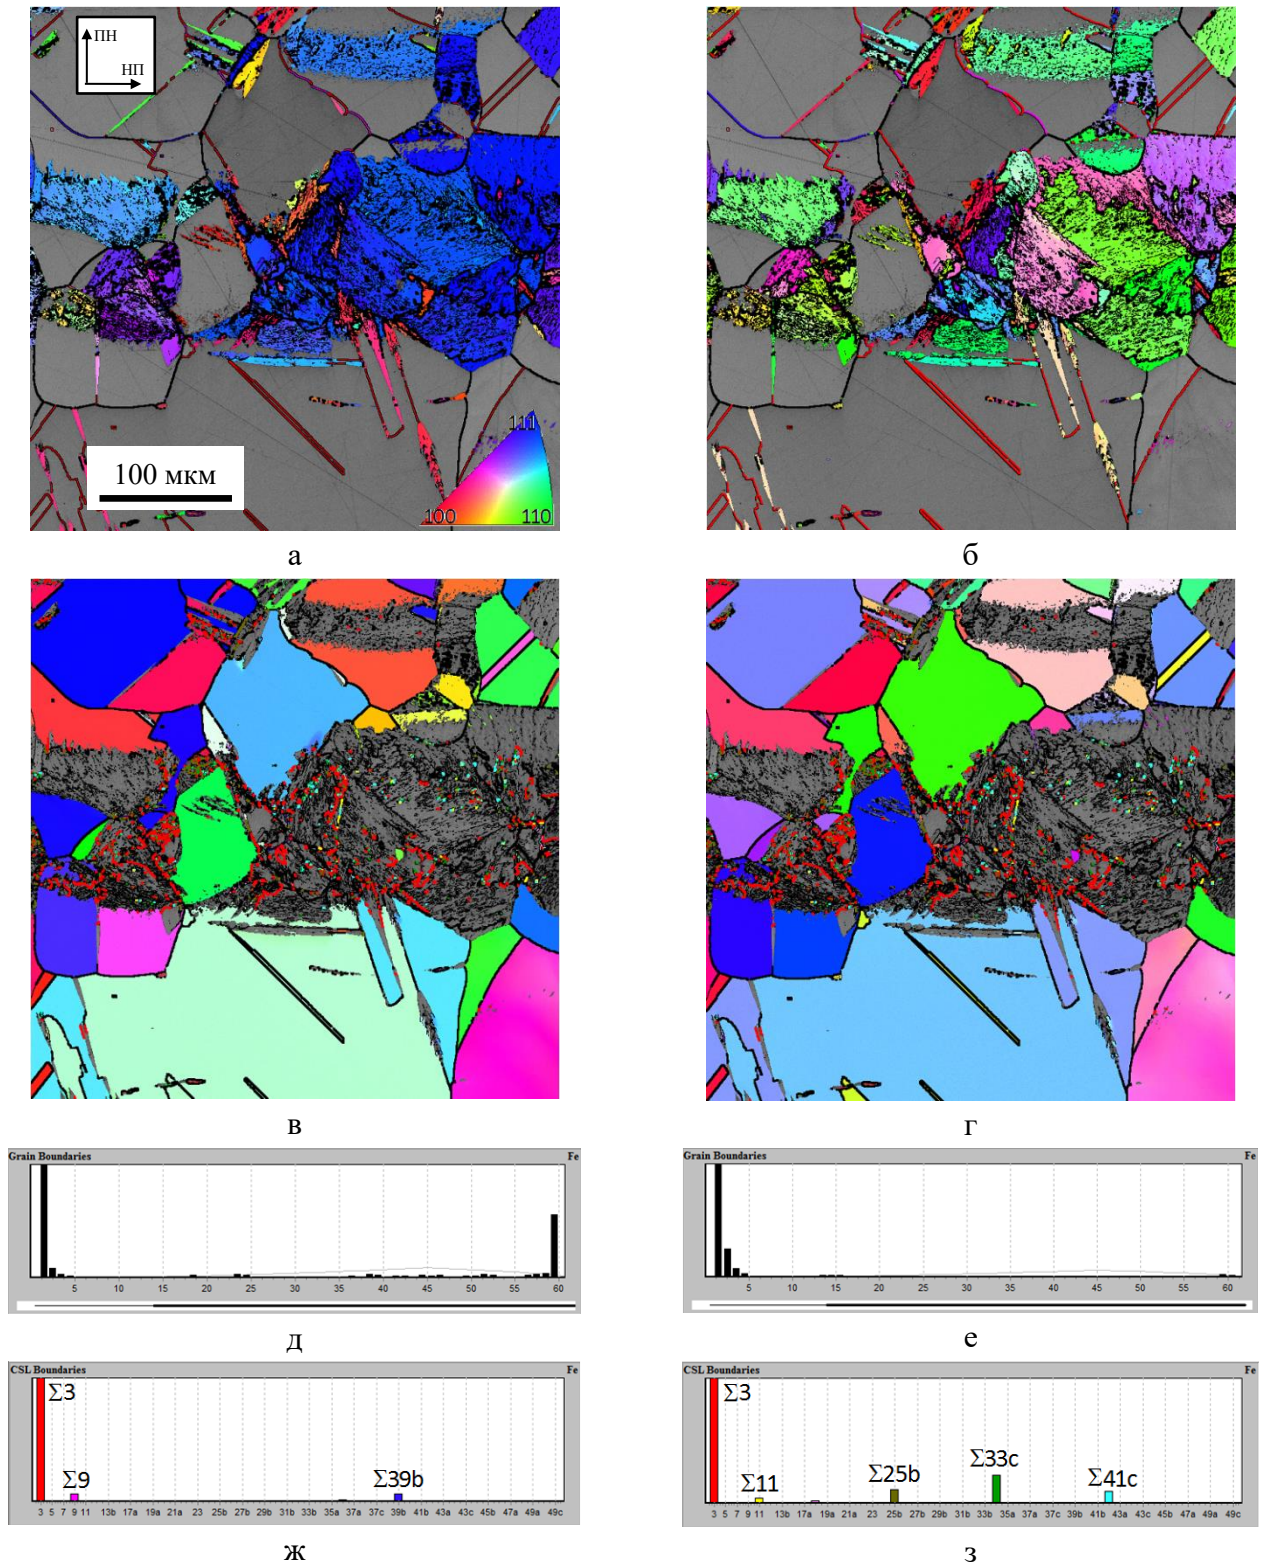 ПН
НП
111
100
110
100 мкм
а
б
в
г
Grain Boundaries Fe
5 10 15 20 25 30 35 40 45 50 55 60
д
Grain Boundaries Fe
5 10 15 20 25 30 35 40 45 50 55 60
е
CSL Boundaries Fe
Σ3
Σ9
Σ39b
3 5 7 9 11 13b 17a 19a 21a 23 25b 27b 29b 31b 33b 35a 37a 37c 39b 41b 43a 43c 45b 47a 49a 49c
ж
CSL Boundaries Fe
Σ3
Σ11
Σ25b
Σ33c
Σ41c
3 5 7 9 11 13b 17a 19a 21a 23 25b 27b 29b 31b 33b 35a 37a 37c 39b 41b 43a 43c 45b 47a 49a 49c
з